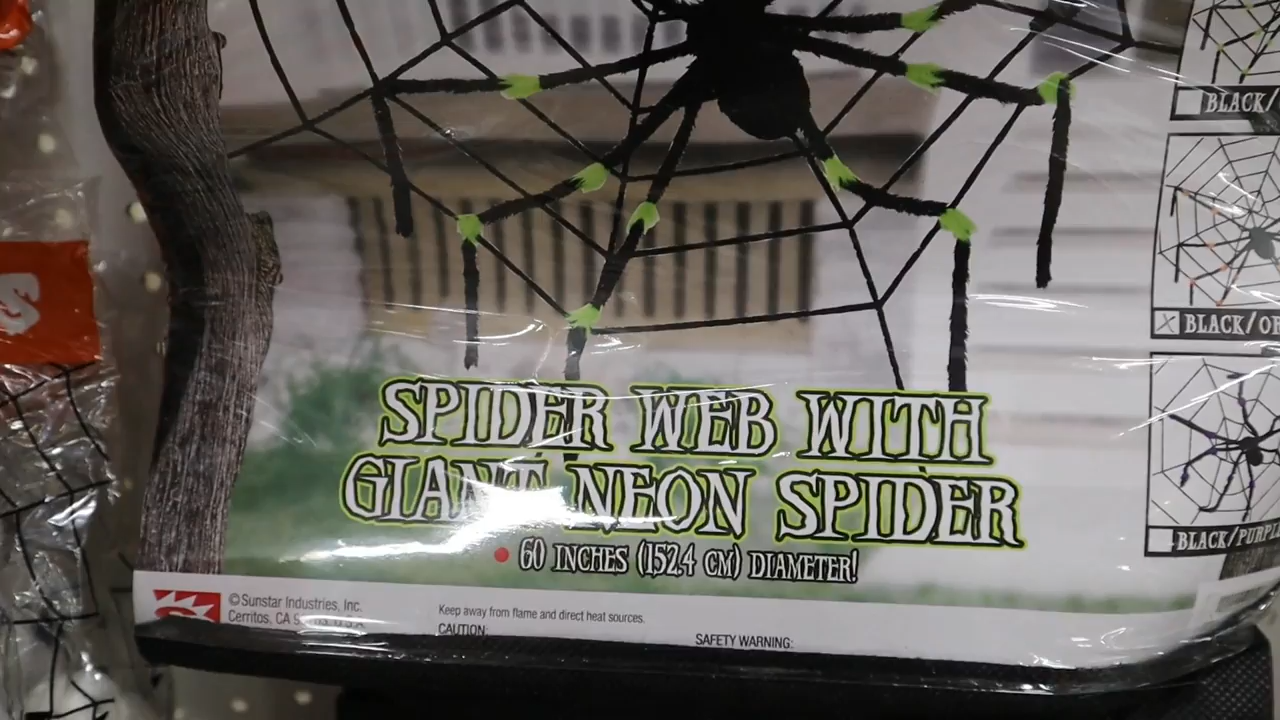 SPIDER WEB WITH
GIANT NEON SPIDER
60 INCHES (152.4 CM) DIAMETER!
© Sunstar Industries, Inc.
Cerritos, CA
Keep away from flame and direct heat sources.
CAUTION:
SAFETY WARNING:
BLACK/
BLACK/
BLACK/PURPL
S